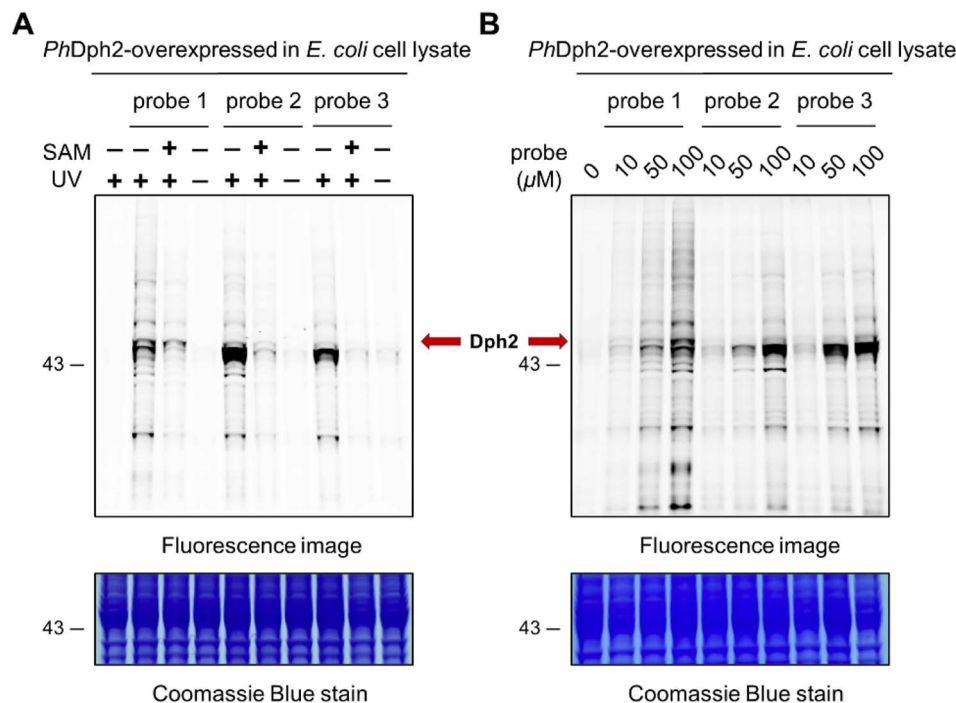 A
PhDph2-overexpressed in E. coli cell lysate
probe 1 probe 2 probe 3
SAM − − + − − + − − + −
UV + + + − + + − + + −
43 –
Fluorescence image
43 –
Coomassie Blue stain
Dph2
B
PhDph2-overexpressed in E. coli cell lysate
probe 1 probe 2 probe 3
probe (µM) 0 10 50 100 10 50 100 10 50 100
43 –
Fluorescence image
43 –
Coomassie Blue stain